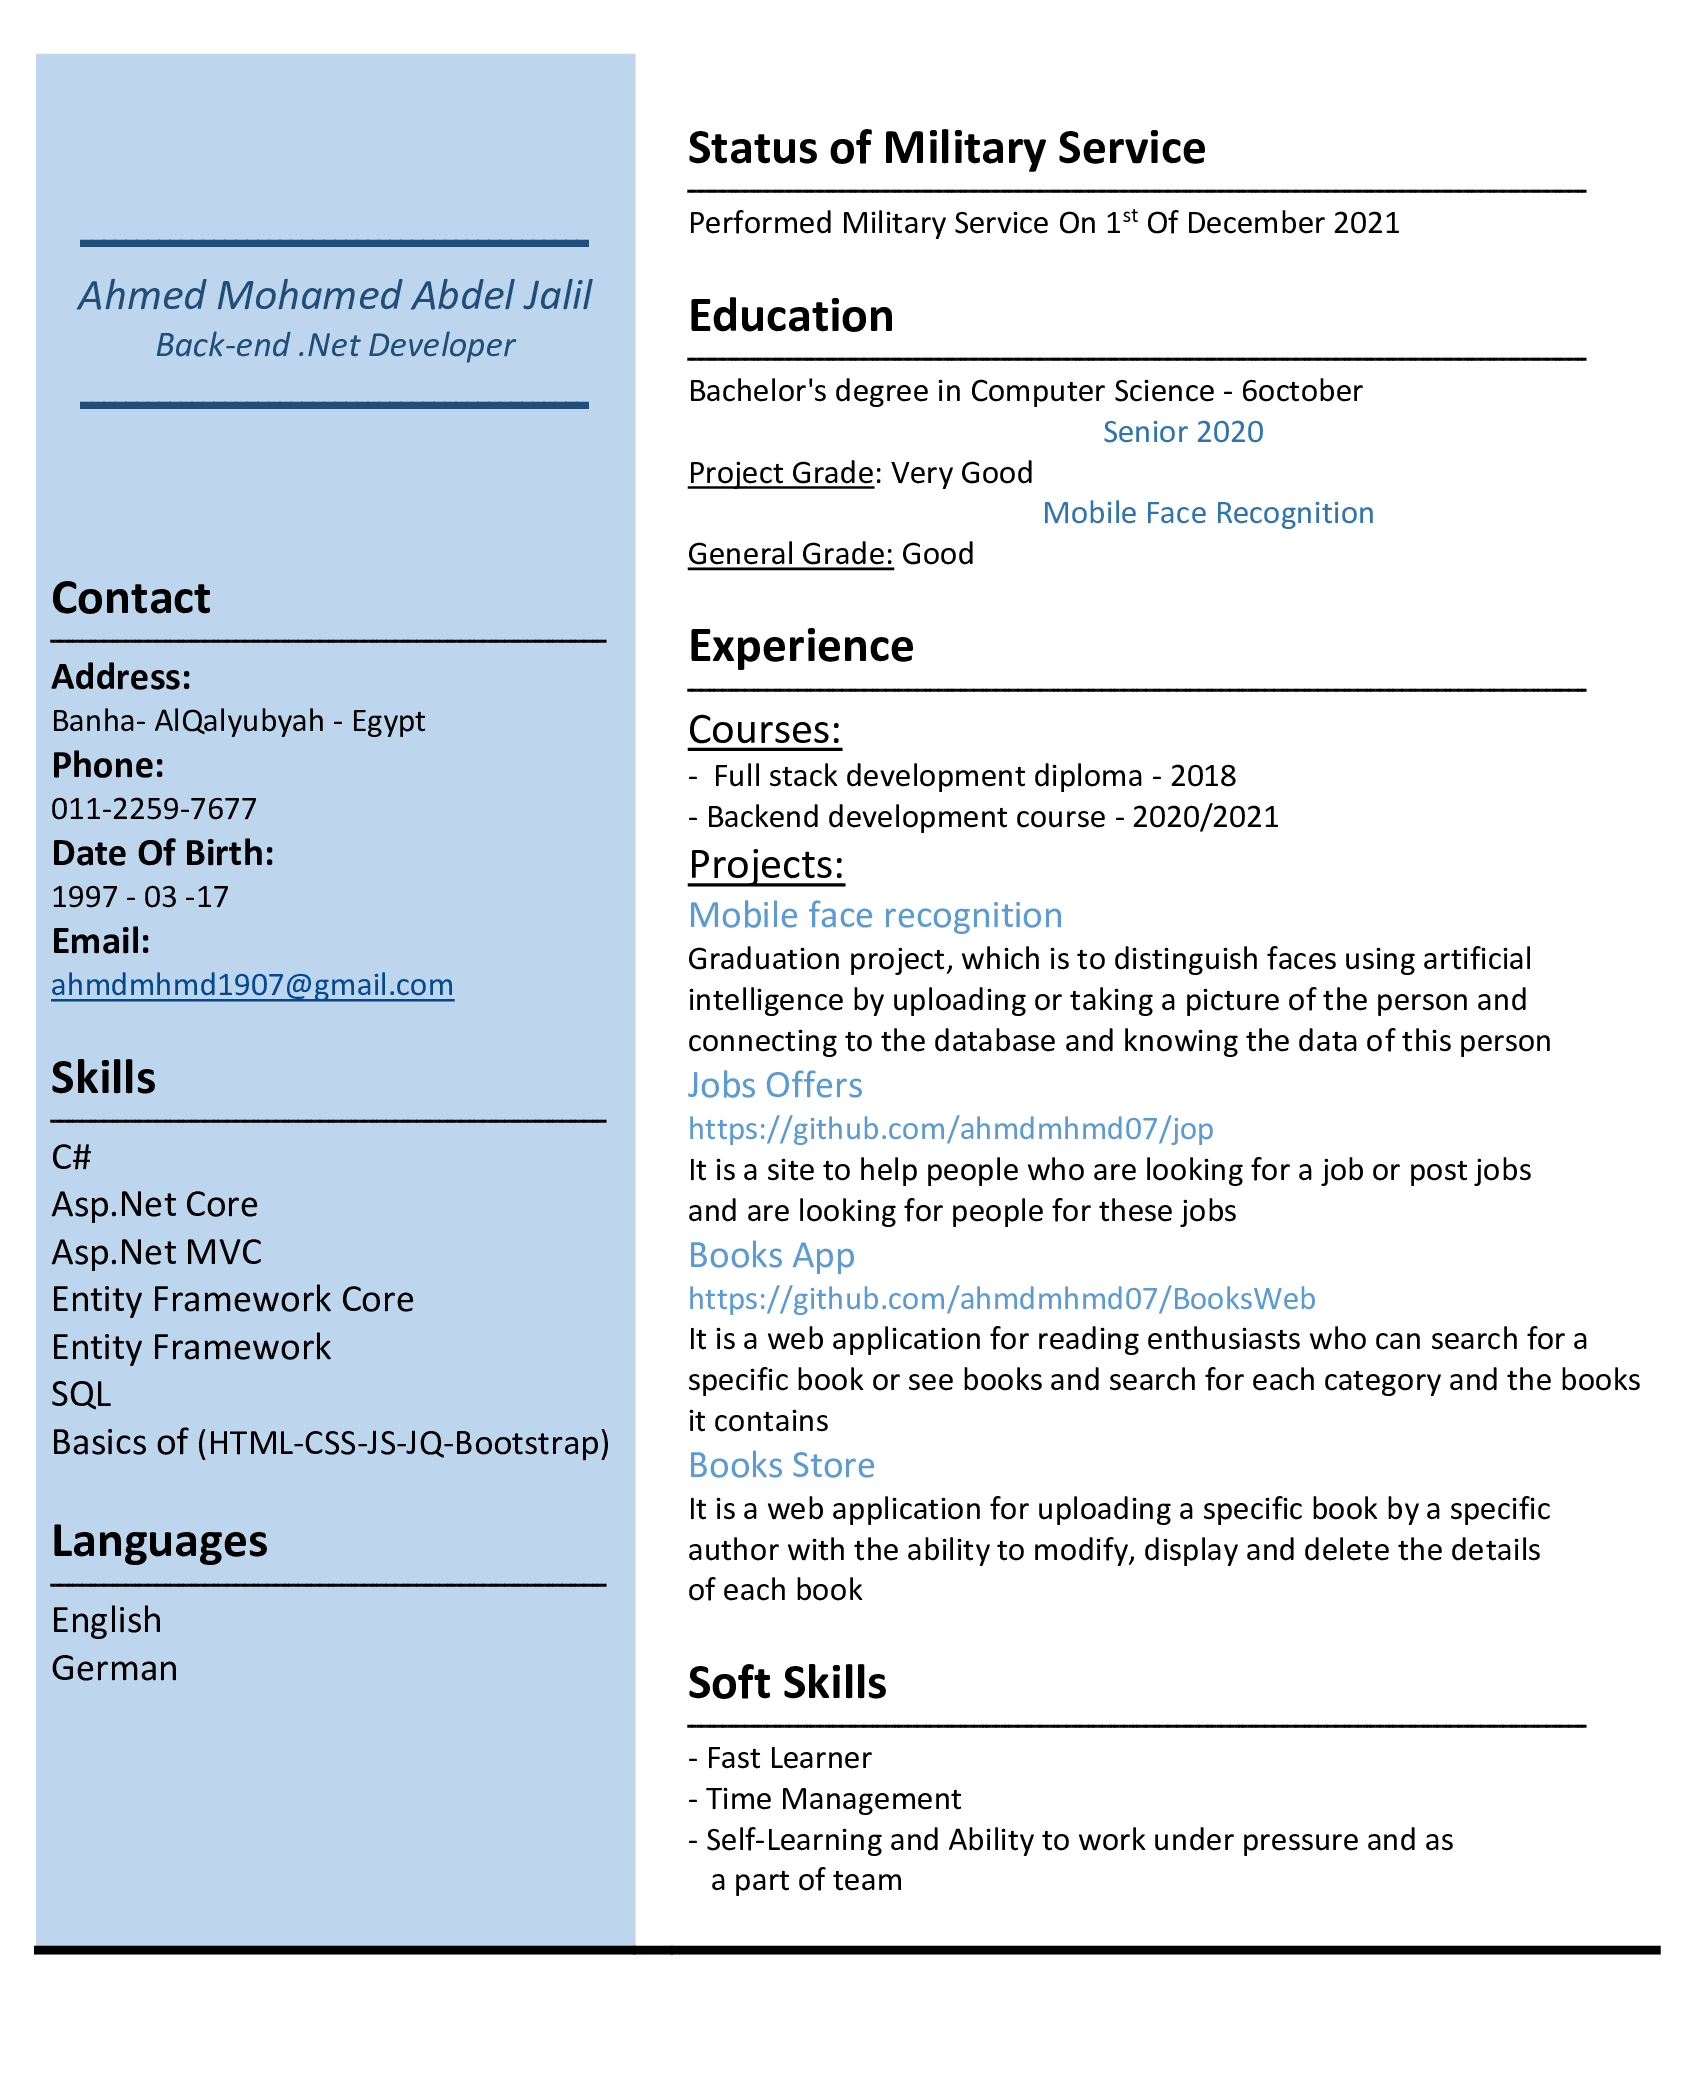 Ahmed Mohamed Abdel Jalil
Back-end .Net Developer
Contact
Address:
Banha- AlQalyubyah - Egypt
Phone:
011-2259-7677
Date Of Birth:
1997 - 03 -17
Email:
ahmdmhmd1907@gmail.com
Skills
C#
Asp.Net Core
Asp.Net MVC
Entity Framework Core
Entity Framework
SQL
Basics of (HTML-CSS-JS-JQ-Bootstrap)
Languages
English
German
Status of Military Service
Performed Military Service On 1st Of December 2021
Education
Bachelor's degree in Computer Science - 6october
Senior 2020
Project Grade: Very Good
Mobile Face Recognition
General Grade: Good
Experience
Courses:
- Full stack development diploma - 2018
- Backend development course - 2020/2021
Projects:
Mobile face recognition
Graduation project, which is to distinguish faces using artificial
intelligence by uploading or taking a picture of the person and
connecting to the database and knowing the data of this person
Jobs Offers
https://github.com/ahmdmhmd07/jop
It is a site to help people who are looking for a job or post jobs
and are looking for people for these jobs
Books App
https://github.com/ahmdmhmd07/BooksWeb
It is a web application for reading enthusiasts who can search for a
specific book or see books and search for each category and the books
it contains
Books Store
It is a web application for uploading a specific book by a specific
author with the ability to modify, display and delete the details
of each book
Soft Skills
- Fast Learner
- Time Management
- Self-Learning and Ability to work under pressure and as
a part of team